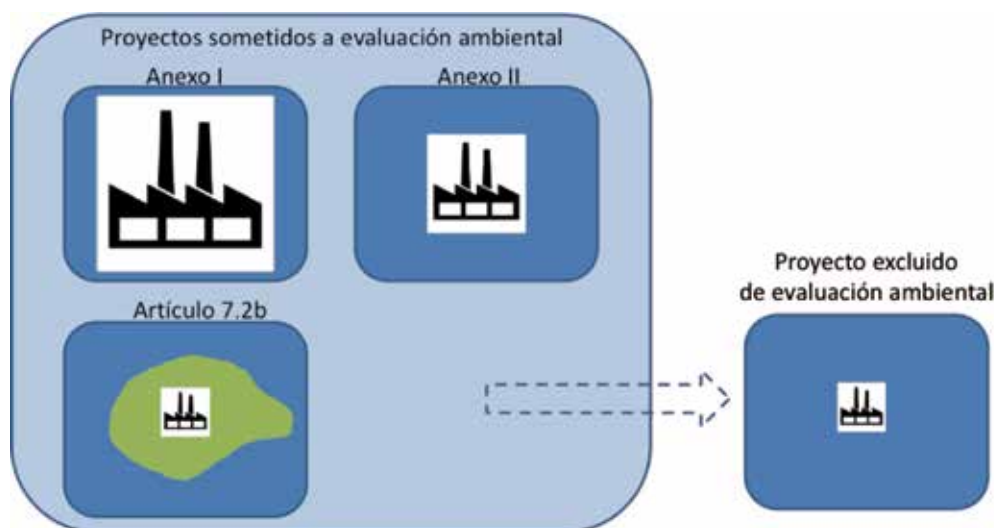 Proyectos sometidos a evaluación ambiental
Anexo I
Anexo II
Artículo 7.2b
Proyecto excluido
de evaluación ambiental